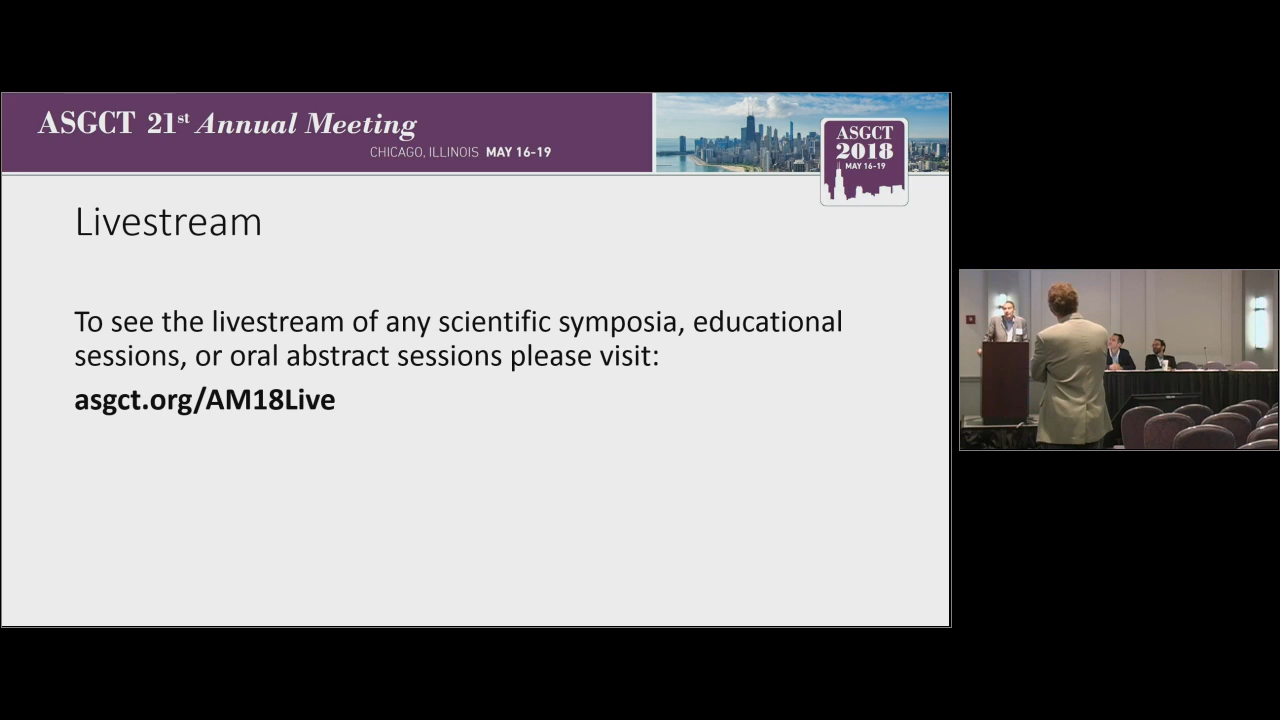 ASGCT 21st Annual Meeting
CHICAGO, ILLINOIS MAY 16-19
ASGCT
2018
MAY 16-19
Livestream
To see the livestream of any scientific symposia, educational
sessions, or oral abstract sessions please visit:
asgct.org/AM18Live